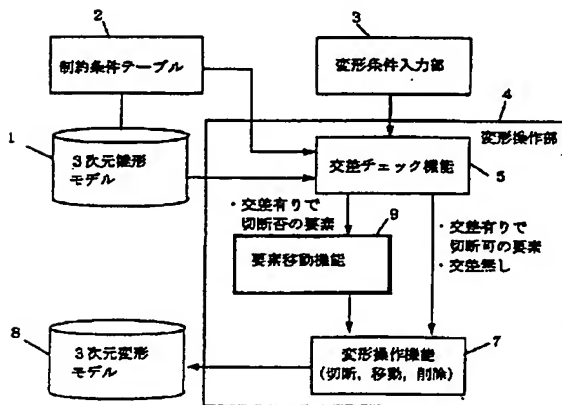 2
3
制約条件テーブル
変形条件入力部
4
1
変形操作部
3次元雛形
モデル
交差チェック機能
5
・交差有りで
切断否の要素
9
・交差有りで
切断可の要素
・交差無し
要素移動機能
8
3次元変形
モデル
変形操作機能
(切断,移動,削除)
7